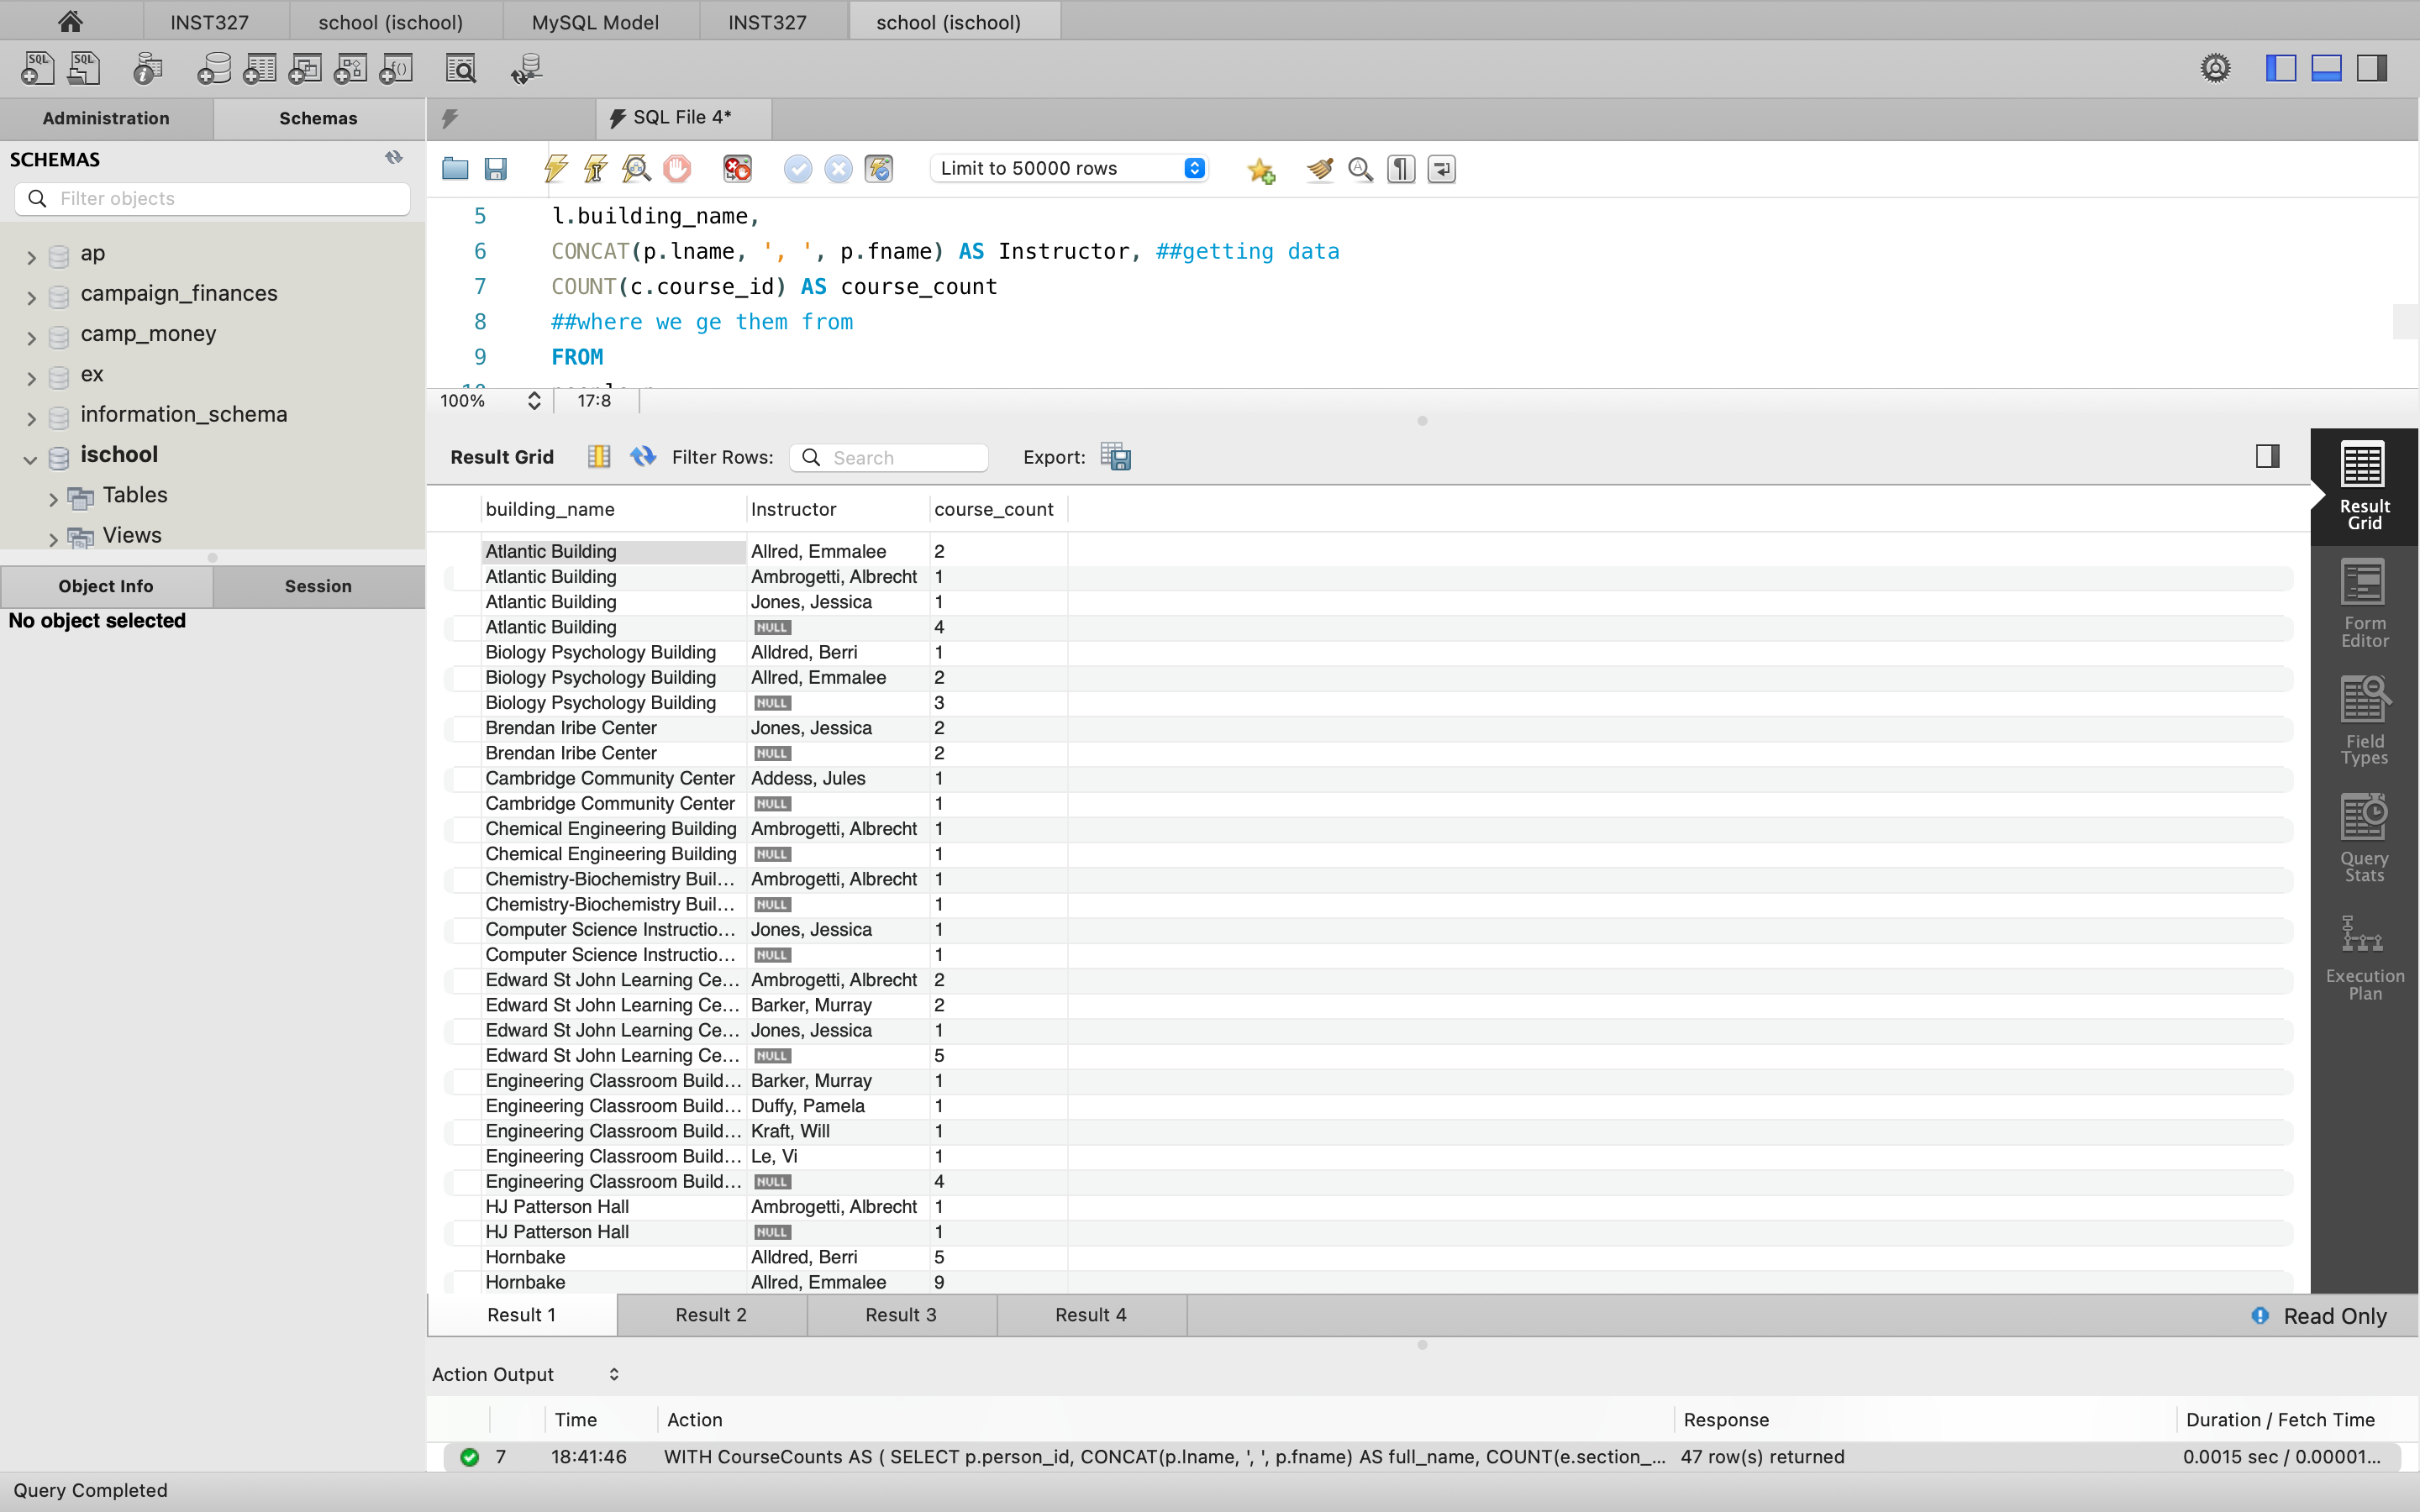 INST327 school (ischool) MySQL Model INST327 school (ischool)
SQL SQL
Administration Schemas SQL File 4*
SCHEMAS
Filter objects
Limit to 50000 rows
ap
campaign_finances
camp_money
ex
information_schema
ischool
Tables
Views
Object Info Session
No object selected
5 l.building_name,
6 CONCAT(p.lname, ', ', p.fname) AS Instructor, ##getting data
7 COUNT(c.course_id) AS course_count
8 ##where we ge them from
9 FROM
100% 17:8
Result Grid Filter Rows: Search Export:
building_name Instructor course_count
Atlantic Building Allred, Emmalee 2
Atlantic Building Ambrogetti, Albrecht 1
Atlantic Building Jones, Jessica 1
Atlantic Building NULL 4
Biology Psychology Building Alldred, Berri 1
Biology Psychology Building Allred, Emmalee 2
Biology Psychology Building NULL 3
Brendan Iribe Center Jones, Jessica 2
Brendan Iribe Center NULL 2
Cambridge Community Center Addess, Jules 1
Cambridge Community Center NULL 1
Chemical Engineering Building Ambrogetti, Albrecht 1
Chemical Engineering Building NULL 1
Chemistry-Biochemistry Buil... Ambrogetti, Albrecht 1
Chemistry-Biochemistry Buil... NULL 1
Computer Science Instructio... Jones, Jessica 1
Computer Science Instructio... NULL 1
Edward St John Learning Ce... Ambrogetti, Albrecht 2
Edward St John Learning Ce... Barker, Murray 2
Edward St John Learning Ce... Jones, Jessica 1
Edward St John Learning Ce... NULL 5
Engineering Classroom Build... Barker, Murray 1
Engineering Classroom Build... Duffy, Pamela 1
Engineering Classroom Build... Kraft, Will 1
Engineering Classroom Build... Le, Vi 1
Engineering Classroom Build... NULL 4
HJ Patterson Hall Ambrogetti, Albrecht 1
HJ Patterson Hall NULL 1
Hornbake Alldred, Berri 5
Hornbake Allred, Emmalee 9
Result Grid
Form Editor
Field Types
Query Stats
Execution Plan
Result 1 Result 2 Result 3 Result 4 Read Only
Action Output
Time Action Response Duration / Fetch Time
7 18:41:46 WITH CourseCounts AS ( SELECT p.person_id, CONCAT(p.lname, ', ', p.fname) AS full_name, COUNT(e.section_... 47 row(s) returned 0.0015 sec / 0.00001...
Query Completed